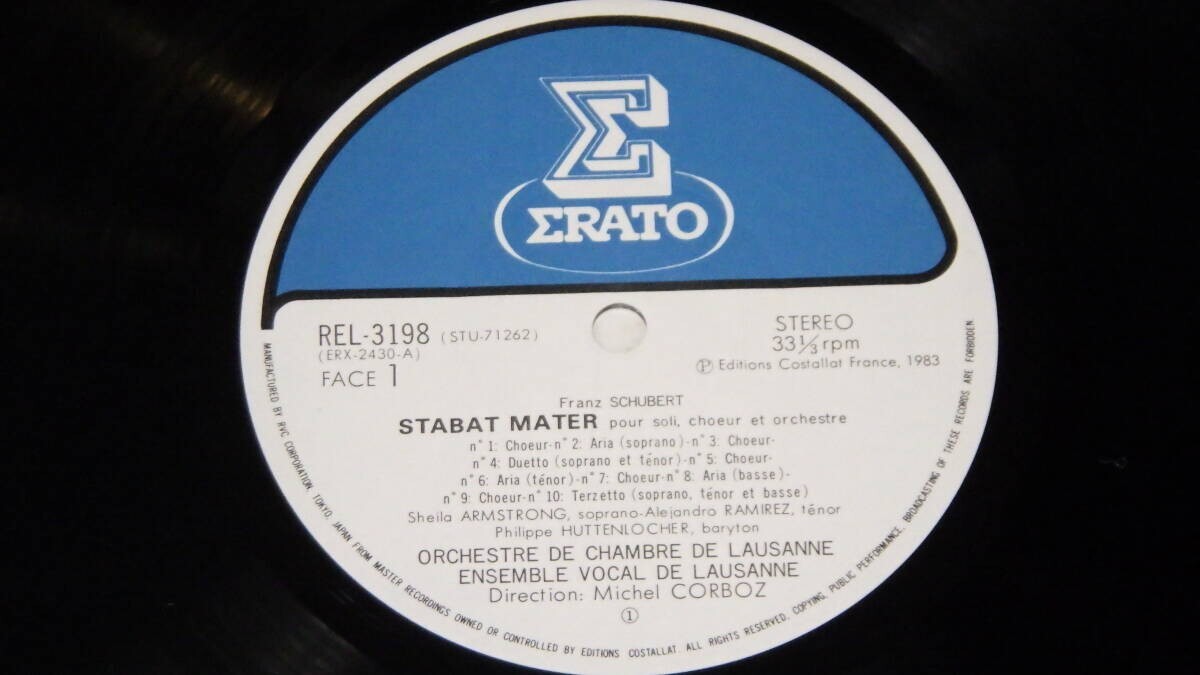 ΣRATO
REL-3198 (STU-71262)
(ERX-2430-A)
FACE 1
STEREO
33 1/3 rpm
Ⓟ Editions Costallat France, 1983
Franz SCHUBERT
STABAT MATER pour soli, choeur et orchestre
n° 1: Choeur-n° 2: Aria (soprano)-n° 3: Choeur-
n° 4: Duetto (soprano et ténor)-n° 5: Choeur-
n° 6: Aria (ténor)-n° 7: Choeur-n° 8: Aria (basse)-
n° 9: Choeur-n° 10: Terzetto (soprano, ténor et basse)
Sheila ARMSTRONG, soprano-Alejandro RAMIREZ, ténor
Philippe HUTTENLOCHER, baryton
ORCHESTRE DE CHAMBRE DE LAUSANNE
ENSEMBLE VOCAL DE LAUSANNE
Direction: Michel CORBOZ
①
MANUFACTURED BY RVC CORPORATION, TOKYO, JAPAN FROM MASTER RECORDINGS OWNED OR CONTROLLED BY EDITIONS COSTALLAT. ALL RIGHTS RESERVED, COPYING, PUBLIC PERFORMANCE, BROADCASTING OF THESE RECORDS ARE FORBIDDEN